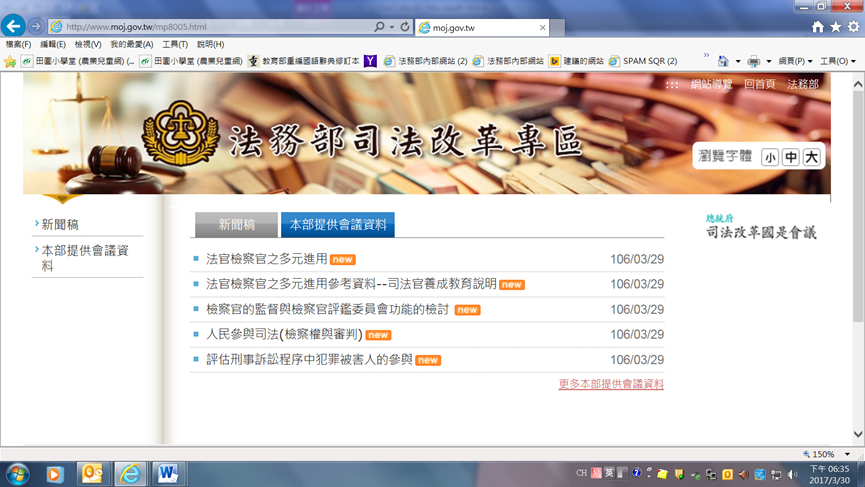 http://www.moj.gov.tw/mp8005.html
moj.gov.tw
檔案(F) 編輯(E) 檢視(V) 我的最愛(A) 工具(T) 說明(H)
田園小學堂 (農業兒童網) (... 田園小學堂 (農業兒童網) 教育部重編國語辭典修訂本 法務部內部網站 (2) 法務部內部網站 建議的網站 SPAM SQR (2) 網頁(P) 工具(O)
::: 網站導覽 回首頁 法務部
法務部司法改革專區
瀏覽字體 小 中 大
新聞稿
本部提供會議資料
新聞稿 本部提供會議資料
法官檢察官之多元進用 new 106/03/29
法官檢察官之多元進用參考資料--司法官養成教育說明 new 106/03/29
檢察官的監督與檢察官評鑑委員會功能的檢討 new 106/03/29
人民參與司法(檢察權與審判) new 106/03/29
評估刑事訴訟程序中犯罪被害人的參與 new 106/03/29
更多本部提供會議資料
總統府
司法改革國是會議
150%
CH 英
下午 06:35
2017/3/30